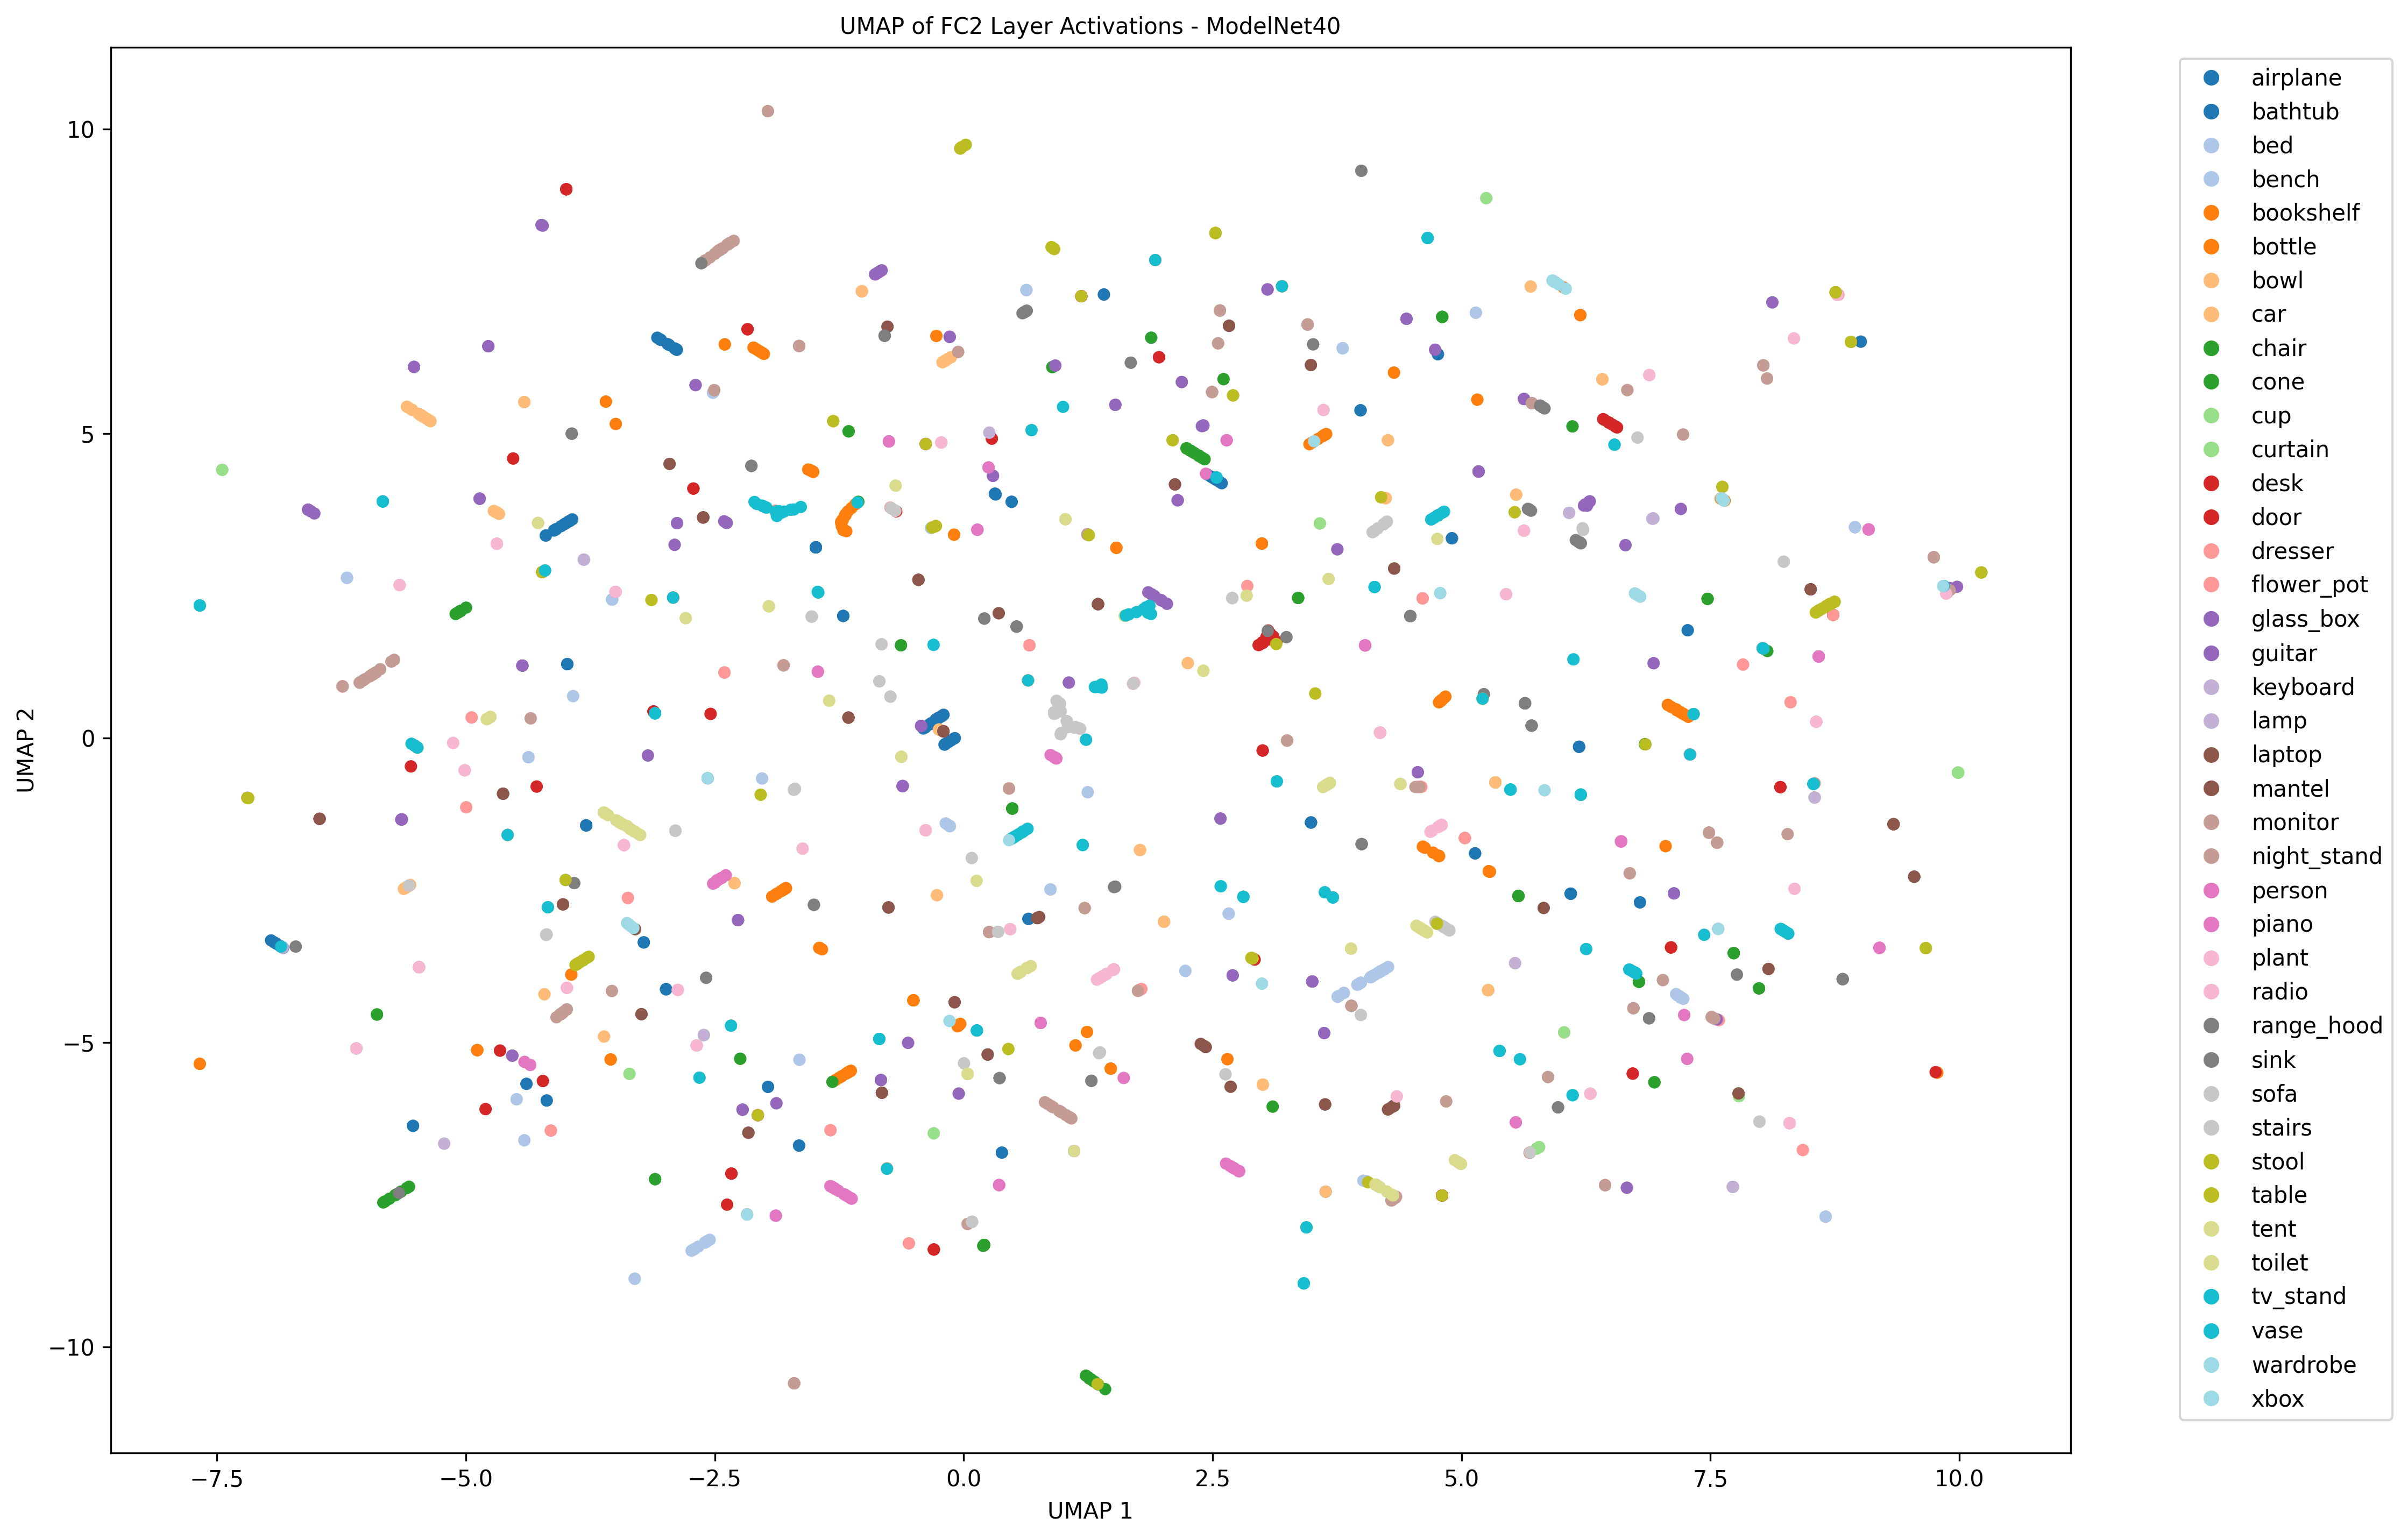 UMAP of FC2 Layer Activations - ModelNet40
10
5
0
−5
−10
UMAP 2
−7.5
−5.0
−2.5
0.0
2.5
5.0
7.5
10.0
UMAP 1
airplane
bathtub
bed
bench
bookshelf
bottle
bowl
car
chair
cone
cup
curtain
desk
door
dresser
flower_pot
glass_box
guitar
keyboard
lamp
laptop
mantel
monitor
night_stand
person
piano
plant
radio
range_hood
sink
sofa
stairs
stool
table
tent
toilet
tv_stand
vase
wardrobe
xbox